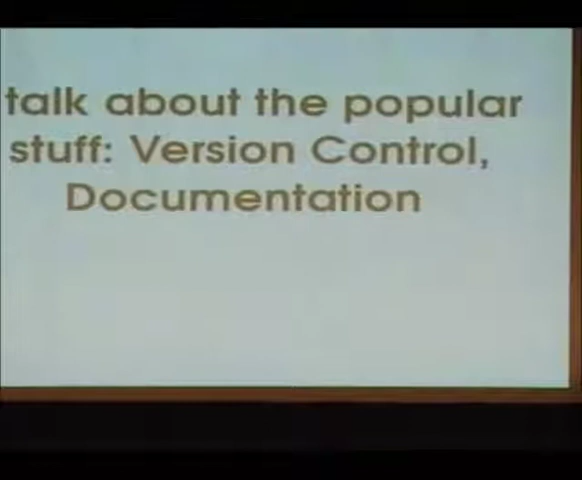 talk about the popular
stuff: Version Control,
Documentation